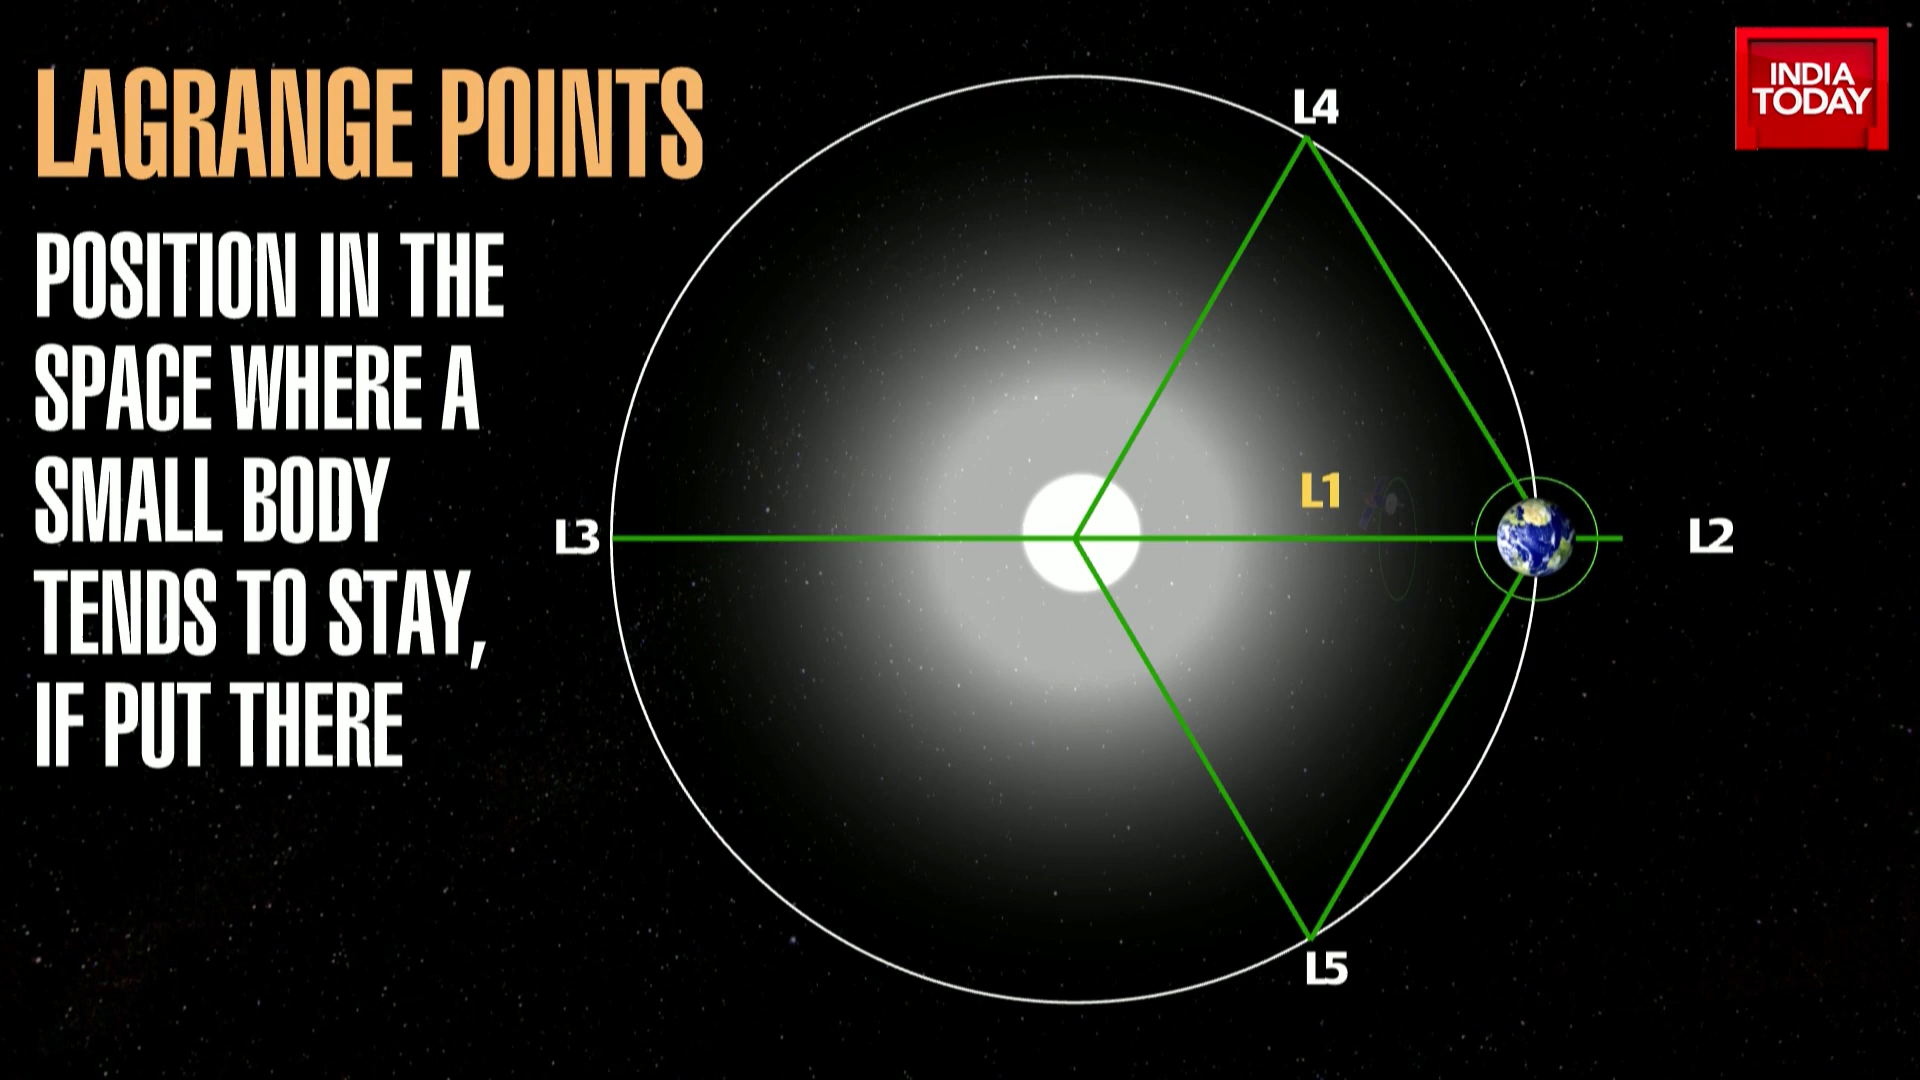 LAGRANGE POINTS
POSITION IN THE
SPACE WHERE A
SMALL BODY
TENDS TO STAY,
IF PUT THERE
L4
L1
L3
L2
L5
INDIA
TODAY